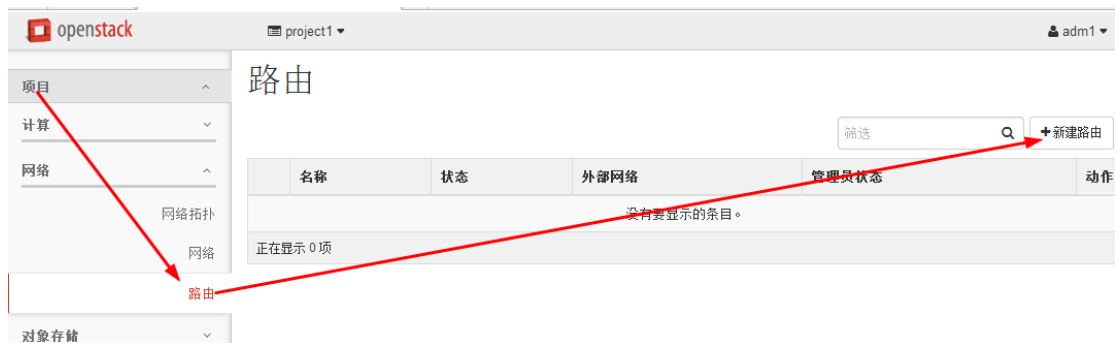 openstack
project1
adm1
项目
路由
计算
筛选
+新建路由
网络
名称 状态 外部网络 管理员状态 动作
网络拓扑
没有要显示的条目。
网络
正在显示 0 项
路由
对象存储